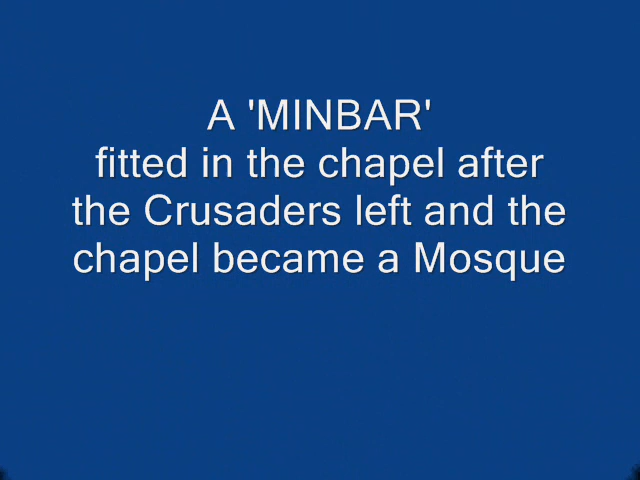 A 'MINBAR'
fitted in the chapel after
the Crusaders left and the
chapel became a Mosque